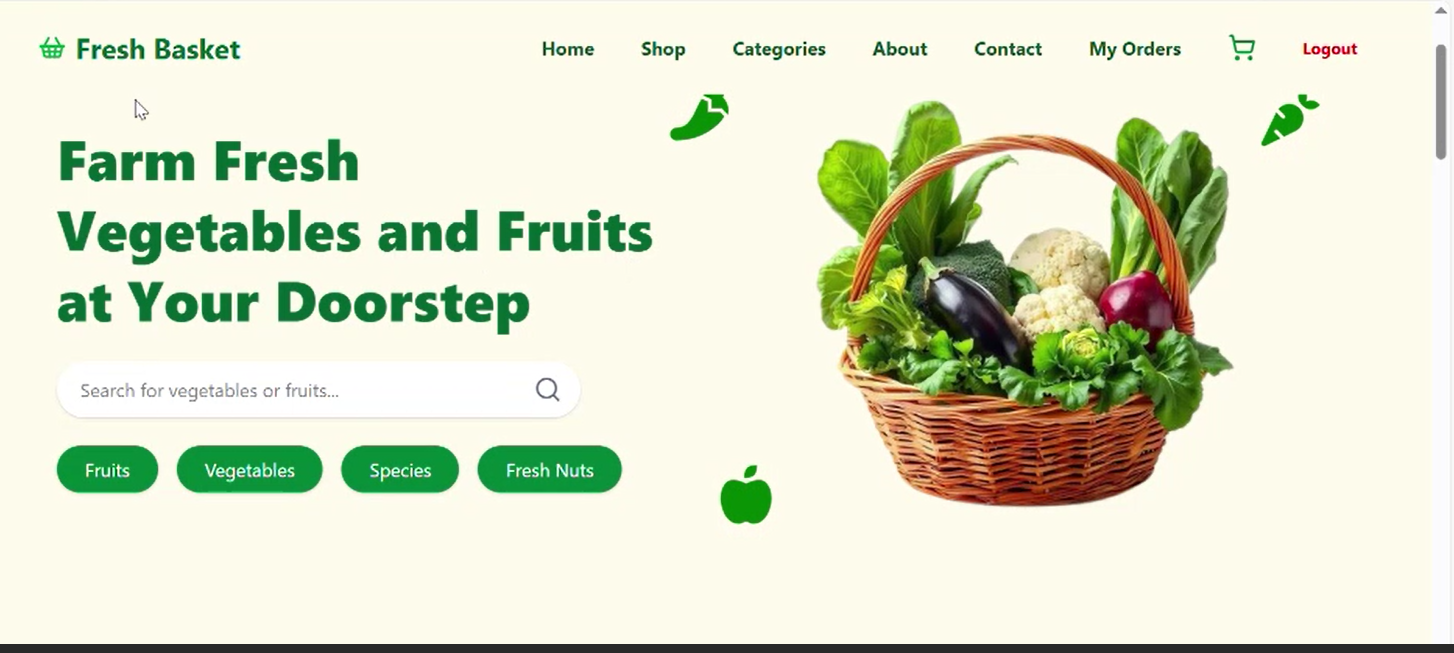 Fresh Basket
Home
Shop
Categories
About
Contact
My Orders
Logout
Farm Fresh
Vegetables and Fruits
at Your Doorstep
Search for vegetables or fruits...
Fruits
Vegetables
Species
Fresh Nuts